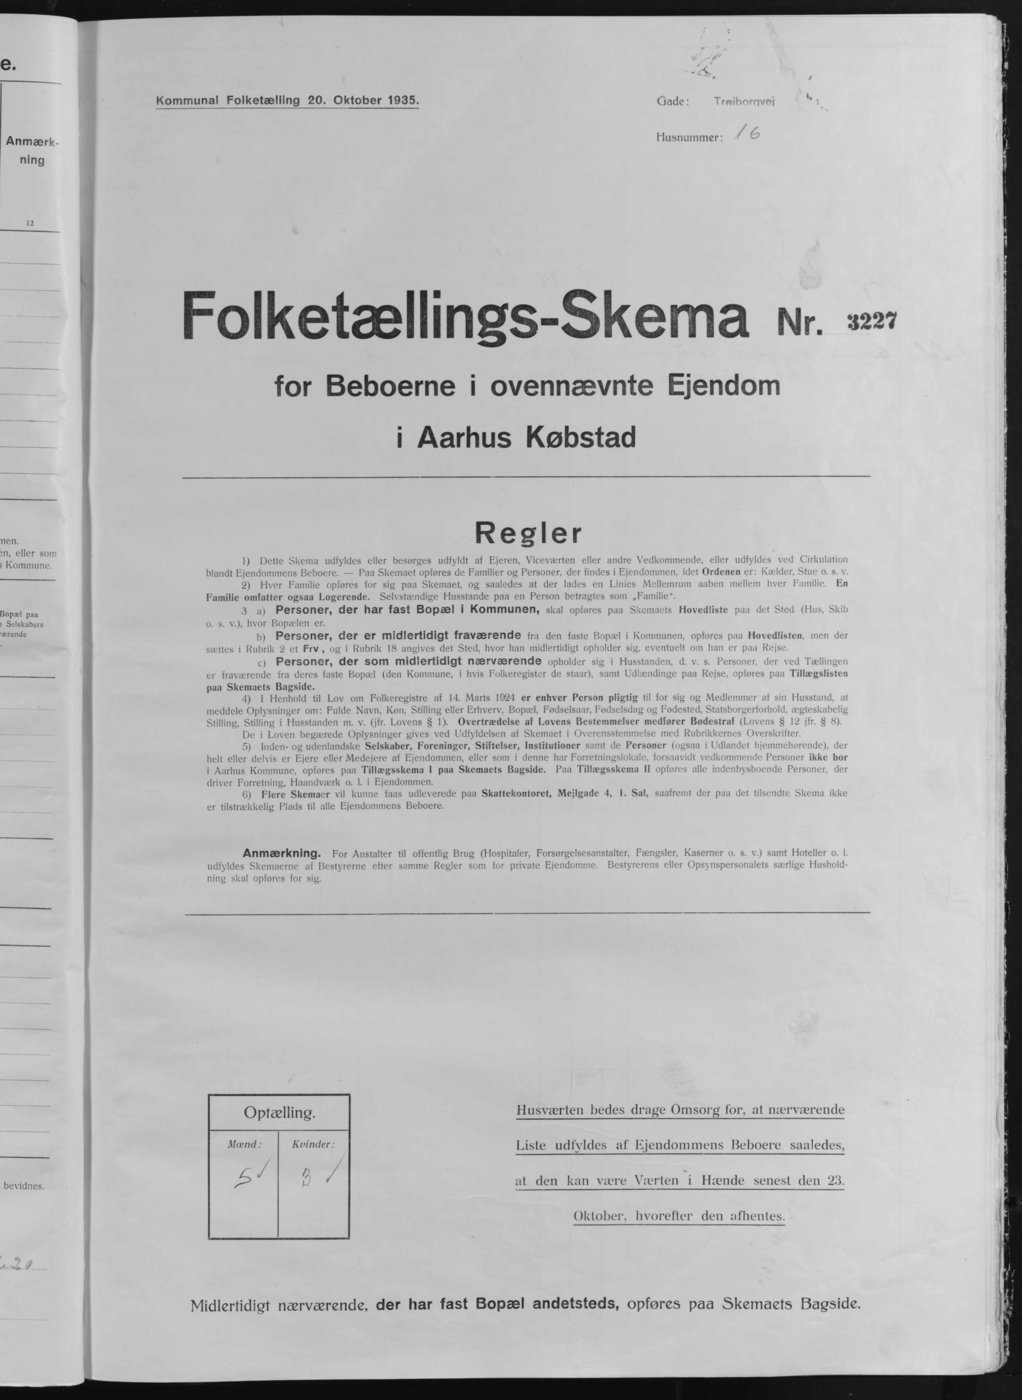 e.
Anmærk-
ning
12
nen.
en, eller som
s Kommune.
Bopæl paa
e Selskabers
værende
bevidnes.
Kommunal Folketælling 20. Oktober 1935.
Gade: Trøjborgvej
Husnummer: 16
Folketællings-Skema Nr. 3227
for Beboerne i ovennævnte Ejendom
i Aarhus Købstad
Regler
1) Dette Skema udfyldes eller besørges udfyldt af Ejeren, Viceværten eller andre Vedkommende, eller udfyldes ved Cirkulation
blandt Ejendommens Beboere. — Paa Skemaet opføres de Familier og Personer, der findes i Ejendommen, idet Ordenen er: Kælder, Stue o. s. v.
2) Hver Familie opføres for sig paa Skemaet, og saaledes at der lades en Linies Mellemrum aaben mellem hver Familie. En
Familie omfatter ogsaa Logerende. Selvstændige Husstande paa en Person betragtes som „Familie“.
3 a) Personer, der har fast Bopæl i Kommunen, skal opføres paa Skemaets Hovedliste paa det Sted (Hus, Skib
o. s. v.), hvor Bopælen er.
b) Personer, der er midlertidigt fraværende fra den faste Bopæl i Kommunen, opføres paa Hovedlisten, men der
sættes i Rubrik 2 et Frv, og i Rubrik 18 angives det Sted, hvor han midlertidigt opholder sig, eventuelt om han er paa Rejse.
c) Personer, der som midlertidigt nærværende opholder sig i Husstanden, d. v. s. Personer, der ved Tællingen
er fraværende fra deres faste Bopæl (den Kommune, i hvis Folkeregister de staar), samt Udlændinge paa Rejse, opføres paa Tillægslisten
paa Skemaets Bagside.
4) I Henhold til Lov om Folkeregistre af 14. Marts 1924 er enhver Person pligtig til for sig og Medlemmer af sin Husstand, at
meddele Oplysninger om: Fulde Navn, Køn, Stilling eller Erhverv, Bopæl, Fødselsaar, Fødselsdag og Fødested, Statsborgerforhold, ægteskabelig
Stilling, Stilling i Husstanden m. v. (jfr. Lovens § 1). Overtrædelse af Lovens Bestemmelser medfører Bødestraf (Lovens § 12 jfr. § 8).
De i Loven begærede Oplysninger gives ved Udfyldelsen af Skemaet i Overensstemmelse med Rubrikkernes Overskrifter.
5) Inden- og udenlandske Selskaber, Foreninger, Stiftelser, Institutioner samt de Personer (ogsaa i Udlandet hjemmehørende), der
helt eller delvis er Ejere eller Medejere af Ejendommen, eller som i denne har Forretningslokale, forsaavidt vedkommende Personer ikke bor
i Aarhus Kommune, opføres paa Tillægsskema I paa Skemaets Bagside. Paa Tillægsskema II opføres alle indenbysboende Personer, der
driver Forretning, Haandværk o. l. i Ejendommen.
6) Flere Skemaer vil kunne faas udleverede paa Skattekontoret, Mejlgade 4, 1. Sal, saafremt der paa det tilsendte Skema ikke
er tilstrækkelig Plads til alle Ejendommens Beboere.
Anmærkning. For Anstalter til offentlig Brug (Hospitaler, Forsørgelsesanstalter, Fængsler, Kaserner o. s. v.) samt Hoteller o. l.
udfyldes Skemaerne af Bestyrerne efter samme Regler som for private Ejendomme. Bestyrerens eller Opsynspersonalets særlige Hushold-
ning skal opføres for sig.
Optælling.
Mænd: Kvinder:
5 ✓ 3 ✓
Husværten bedes drage Omsorg for, at nærværende
Liste udfyldes af Ejendommens Beboere saaledes,
at den kan være Værten i Hænde senest den 23.
Oktober, hvorefter den afhentes.
Midlertidigt nærværende, der har fast Bopæl andetsteds, opføres paa Skemaets Bagside.